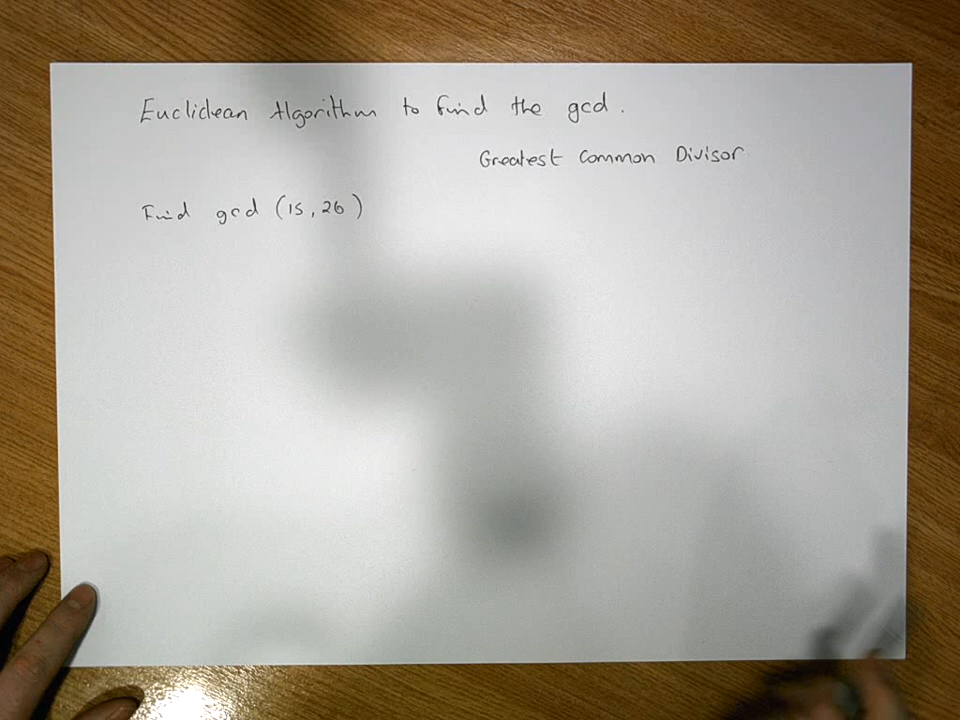 Euclidean Algorithm to find the gcd.
Greatest Common Divisor
Find gcd (15, 26)